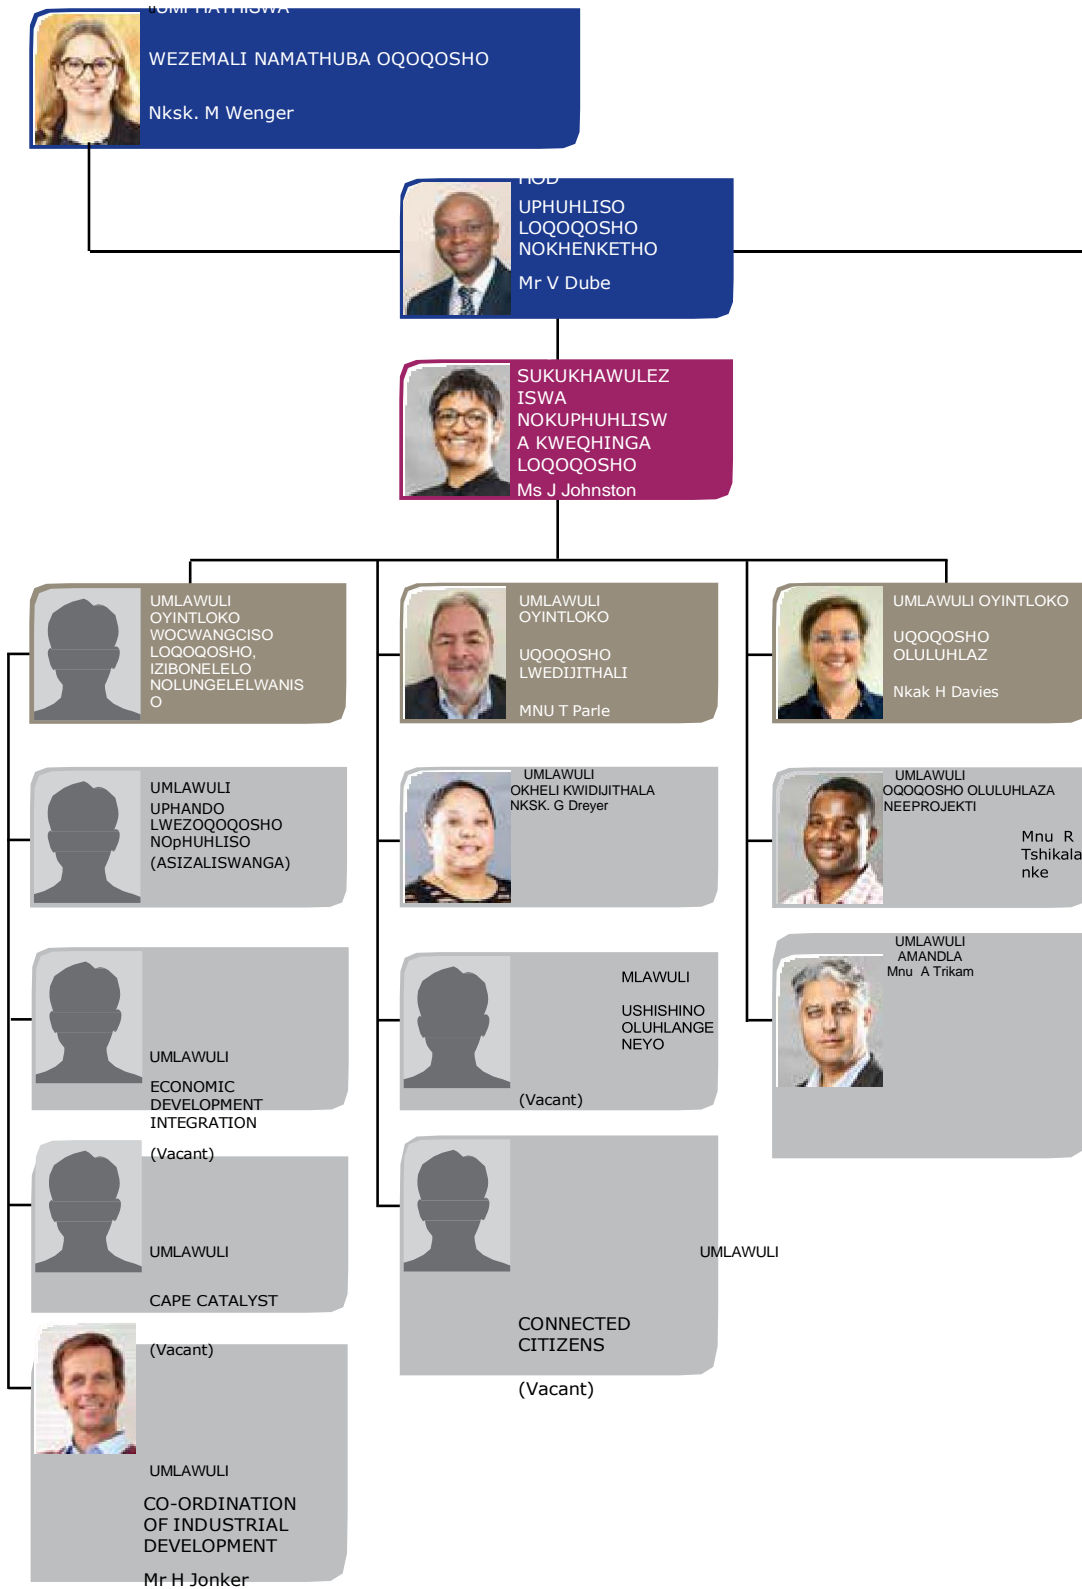 UMPHATHISWA
WEZEMALI NAMATHUBA OQOQOSHO
Nksk. M Wenger
HOD
UPHUHLISO
LOQOQOSHO
NOKHENKETHO
Mr V Dube
SUKUKHAWULEZ
ISWA
NOKUPHUHLISW
A KWEQHINGA
LOQOQOSHO
Ms J Johnston
UMLAWULI
OYINTLOKO
WOCWANGCISO
LOQOQOSHO,
IZIBONELELO
NOLUNGELELWANIS
O
UMLAWULI
UPHANDO
LWEZOQOQOSHO
NOpHUHLISO
(ASIZALISWANGA)
UMLAWULI
ECONOMIC
DEVELOPMENT
INTEGRATION
(Vacant)
UMLAWULI
CAPE CATALYST
(Vacant)
UMLAWULI
CO-ORDINATION
OF INDUSTRIAL
DEVELOPMENT
Mr H Jonker
UMLAWULI
OYINTLOKO
UQOQOSHO
LWEDIJITHALI
MNU T Parle
UMLAWULI
OKHELI KWIDIJITHALA
NKSK. G Dreyer
MLAWULI
USHISHINO
OLUHLANGE
NEYO
(Vacant)
UMLAWULI
CONNECTED
CITIZENS
(Vacant)
UMLAWULI OYINTLOKO
UQOQOSHO
OLULUHLAZ
Nkak H Davies
UMLAWULI
OQOQOSHO OLULUHLAZA
NEEPROJEKTI
Mnu R
Tshikala
nke
UMLAWULI
AMANDLA
Mnu A Trikam